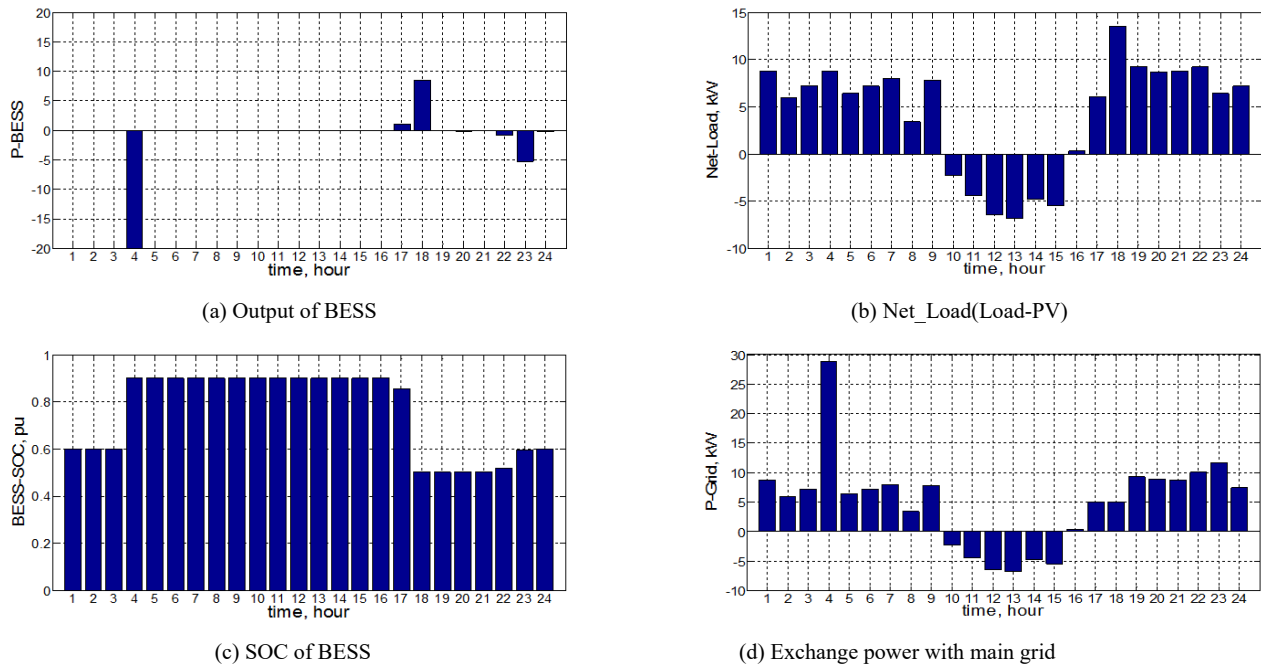 20
15
10
5
0
-5
-10
-15
-20
P-BESS
1 2 3 4 5 6 7 8 9 10 11 12 13 14 15 16 17 18 19 20 21 22 23 24
time, hour
(a) Output of BESS
15
10
5
0
-5
-10
Net-Load, kW
1 2 3 4 5 6 7 8 9 10 11 12 13 14 15 16 17 18 19 20 21 22 23 24
time, hour
(b) Net_Load(Load-PV)
1
0.8
0.6
0.4
0.2
0
BESS-SOC, pu
1 2 3 4 5 6 7 8 9 10 11 12 13 14 15 16 17 18 19 20 21 22 23 24
time, hour
(c) SOC of BESS
30
25
20
15
10
5
0
-5
-10
P-Grid, kW
1 2 3 4 5 6 7 8 9 10 11 12 13 14 15 16 17 18 19 20 21 22 23 24
time, hour
(d) Exchange power with main grid